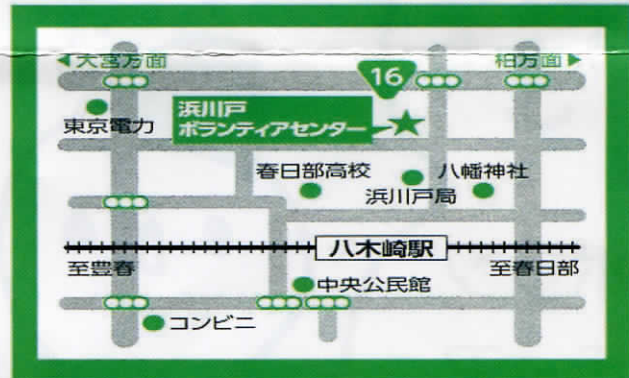 ◀大宮方面
柏方面▶
16
浜川戸
ボランティアセンター
東京電力
春日部高校
八幡神社
浜川戸局
八木崎駅
至豊春
至春日部
中央公民館
コンビニ